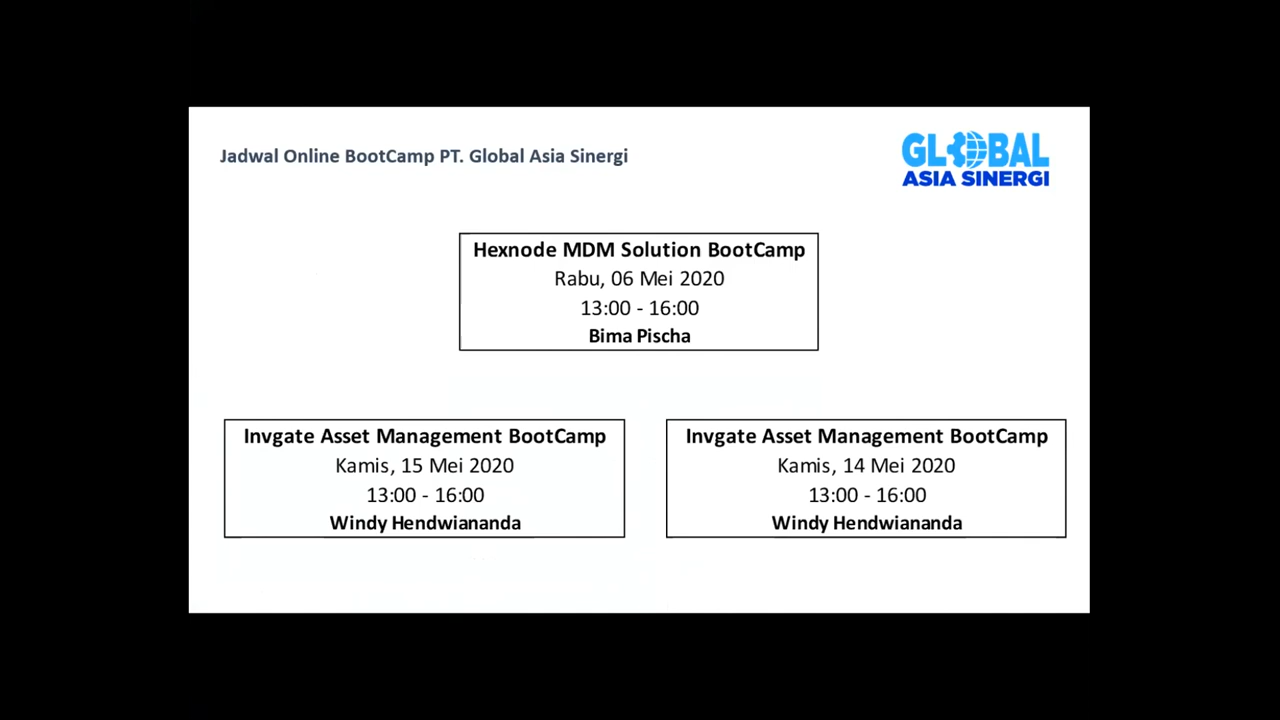 Jadwal Online BootCamp PT. Global Asia Sinergi
GLOBAL
ASIA SINERGI
Hexnode MDM Solution BootCamp
Rabu, 06 Mei 2020
13:00 - 16:00
Bima Pischa
Invgate Asset Management BootCamp
Kamis, 15 Mei 2020
13:00 - 16:00
Windy Hendwiananda
Invgate Asset Management BootCamp
Kamis, 14 Mei 2020
13:00 - 16:00
Windy Hendwiananda